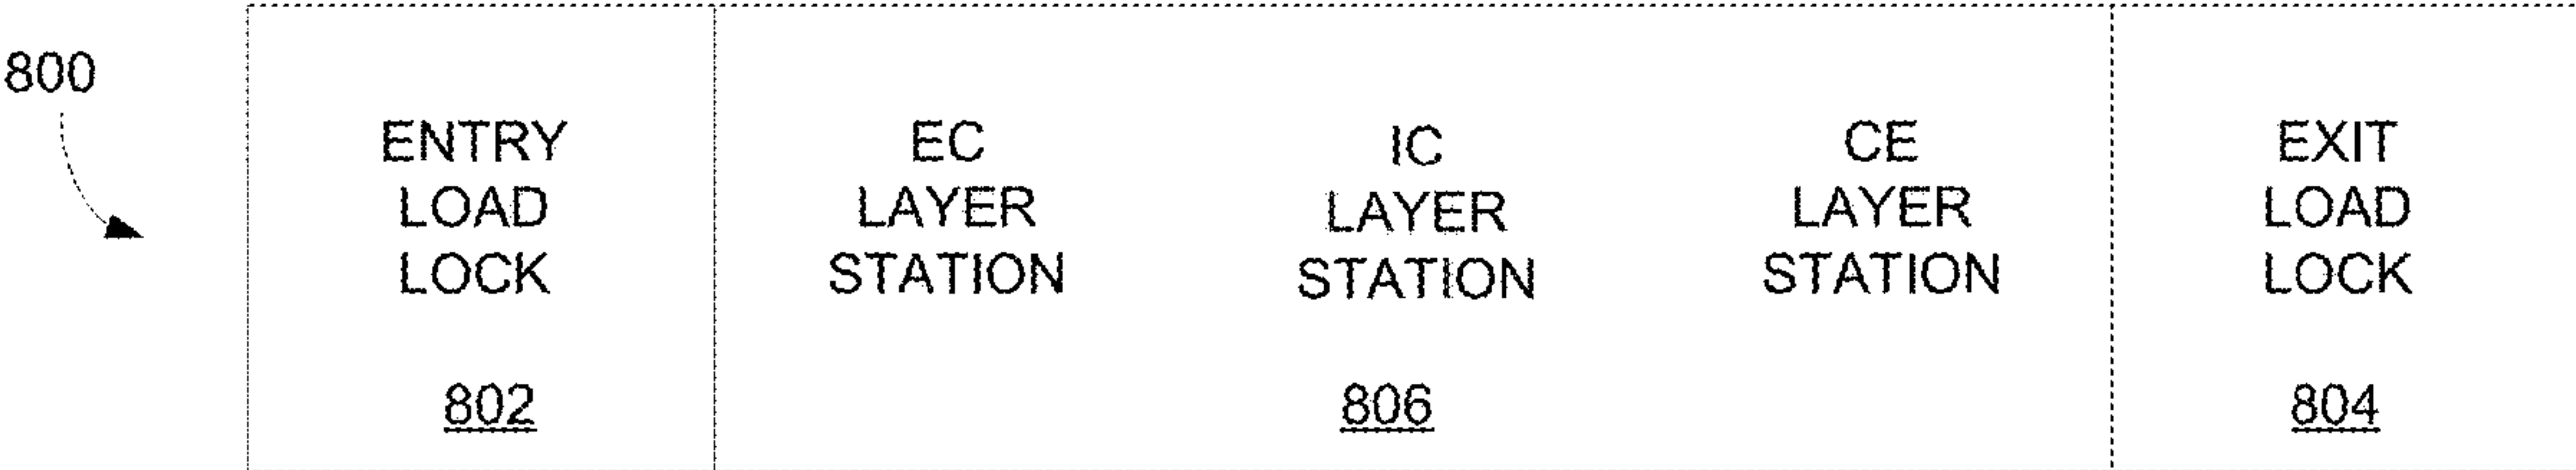 800
ENTRY
LOAD
LOCK
802
EC
LAYER
STATION
IC
LAYER
STATION
806
CE
LAYER
STATION
EXIT
LOAD
LOCK
804